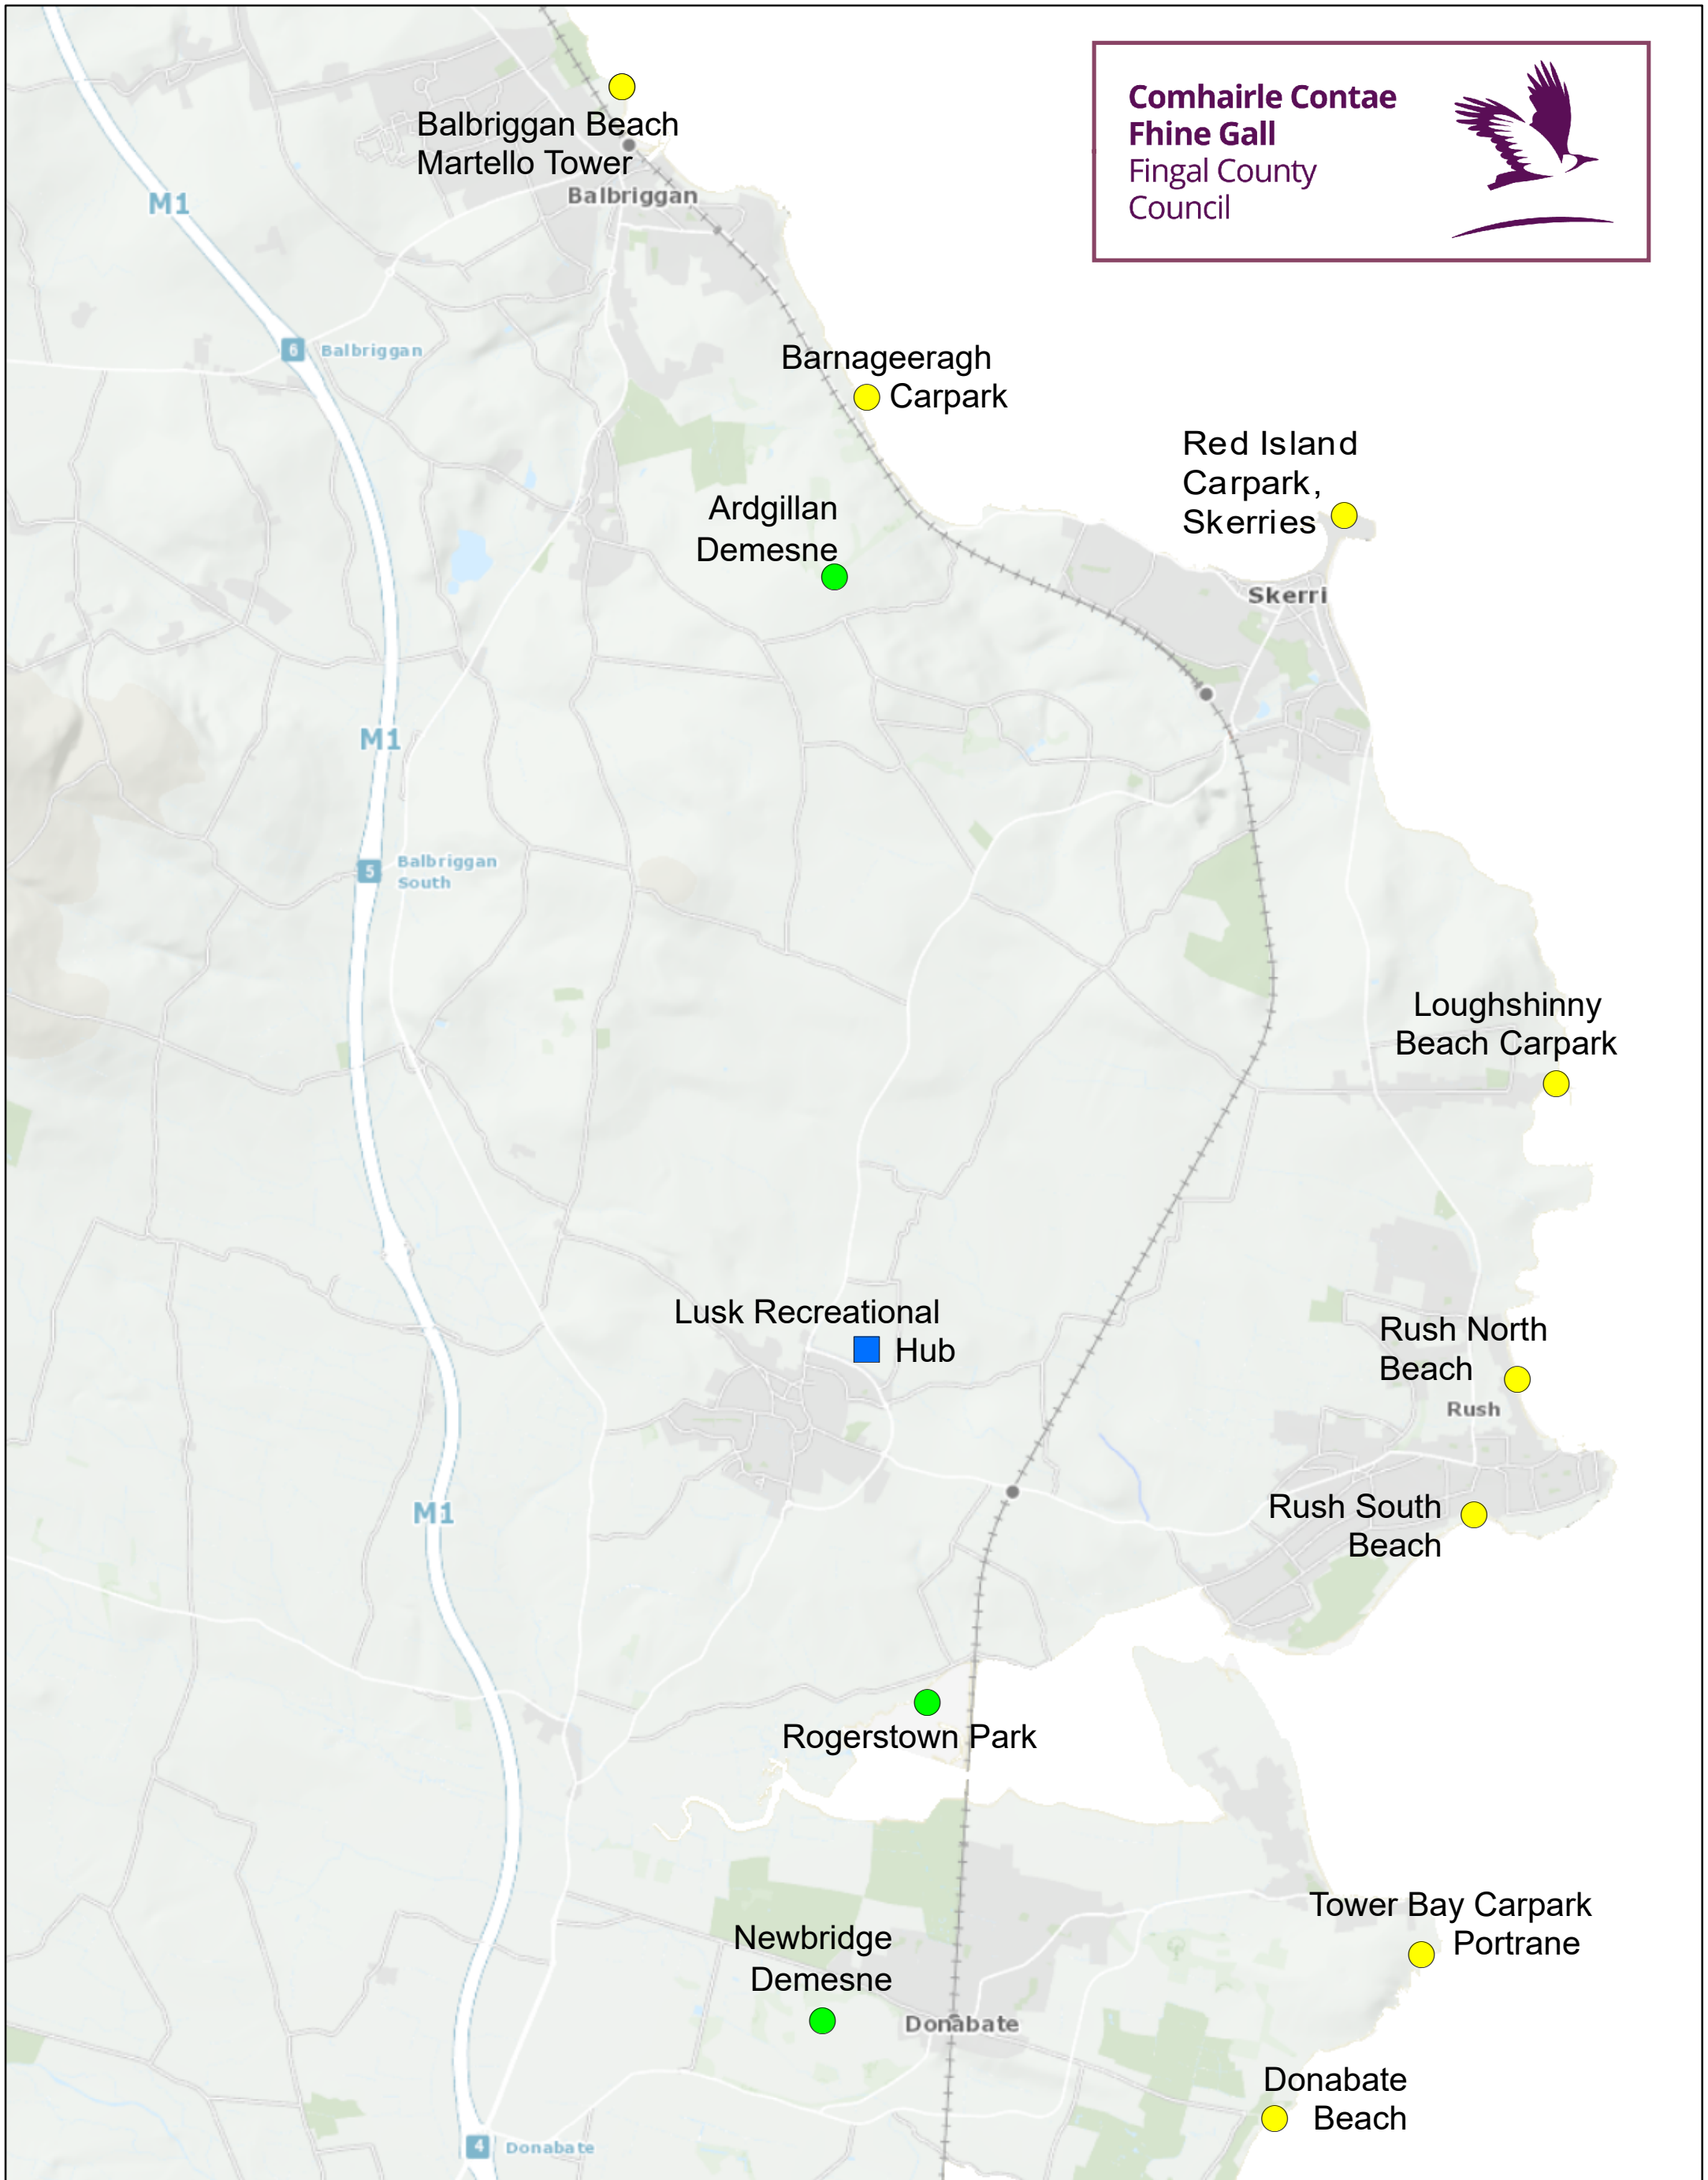 Comhairle Contae
Fhine Gall
Fingal County
Council
Balbriggan Beach
Martello Tower
Balbriggan
M1
6 Balbriggan
Barnageeragh
Carpark
Red Island
Carpark,
Skerries
Ardgillan
Demesne
Skerri
M1
5 Balbriggan
South
Loughshinny
Beach Carpark
Lusk Recreational
Hub
Rush North
Beach
Rush
M1
Rush South
Beach
Rogerstown Park
Tower Bay Carpark
Portrane
Newbridge
Demesne
Donabate
Donabate
Beach
4 Donabate